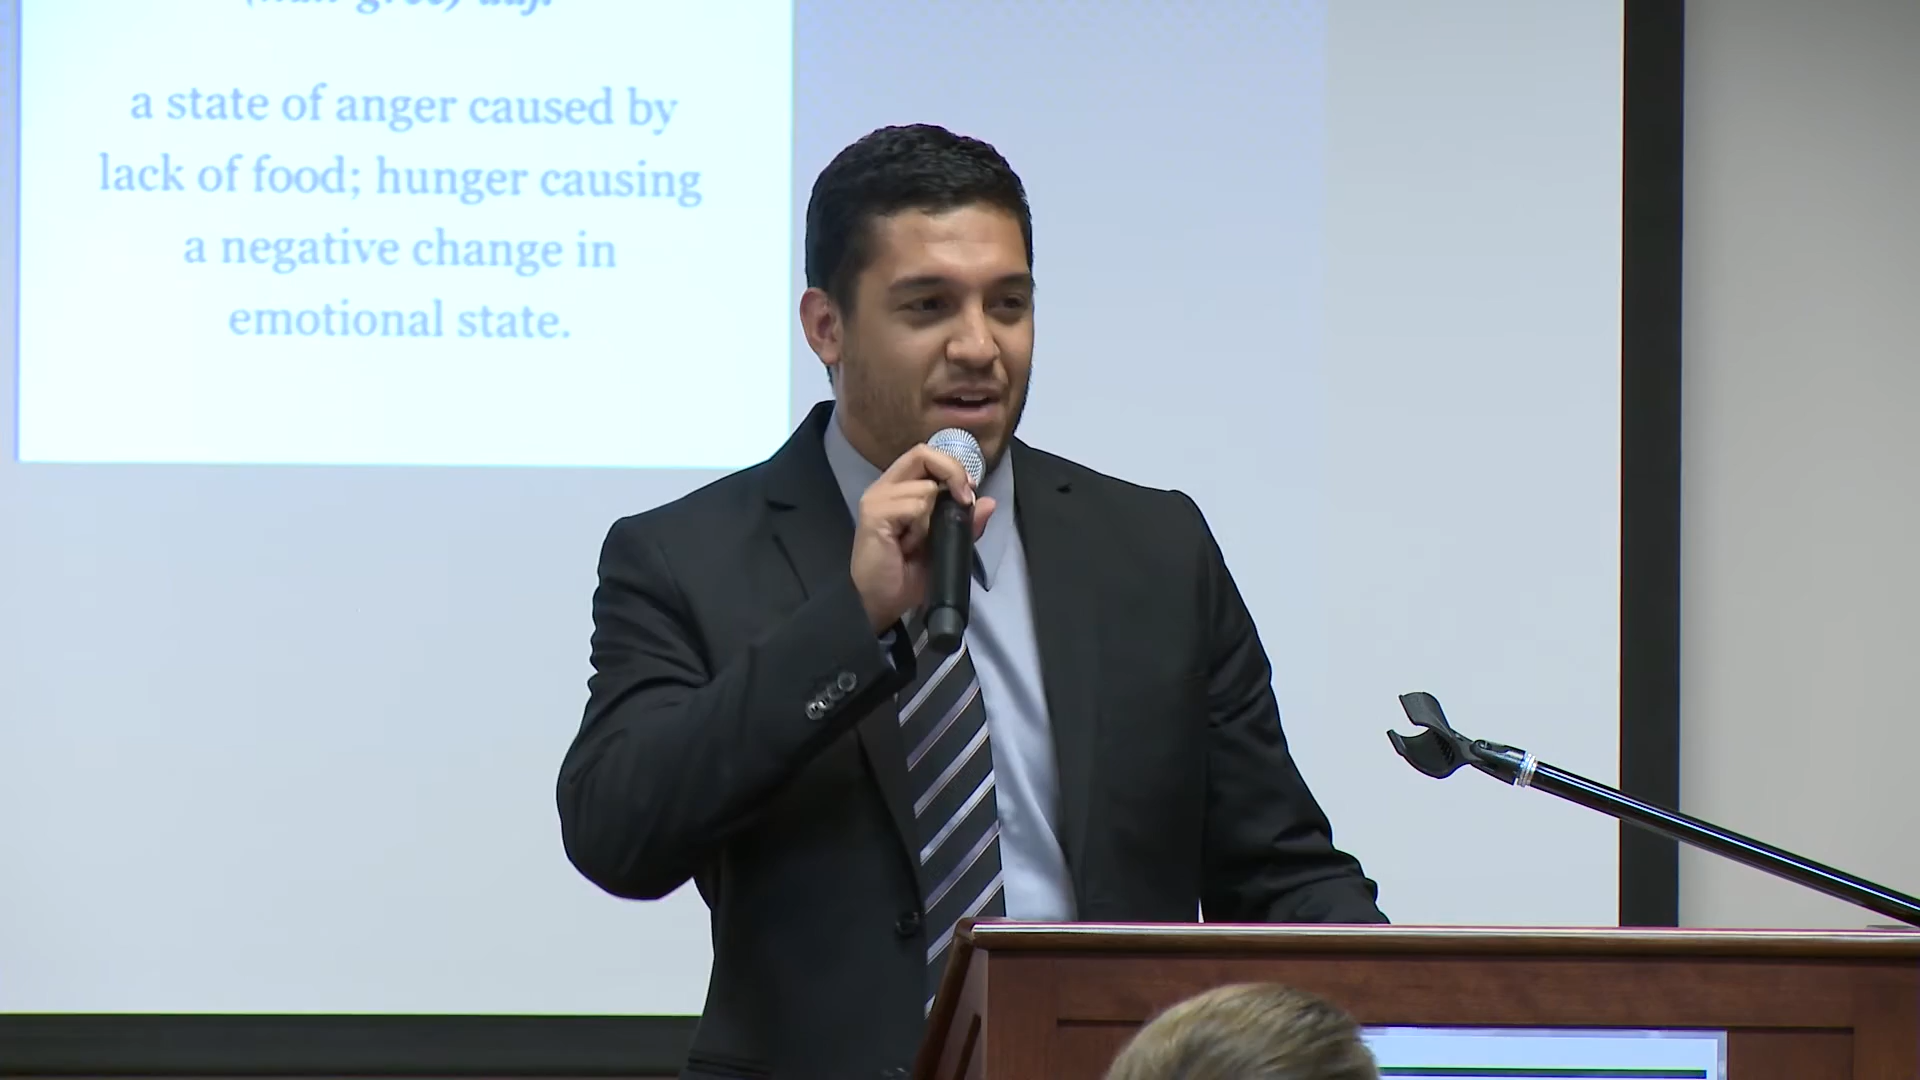 a state of anger caused by
lack of food; hunger causing
a negative change in
emotional state.